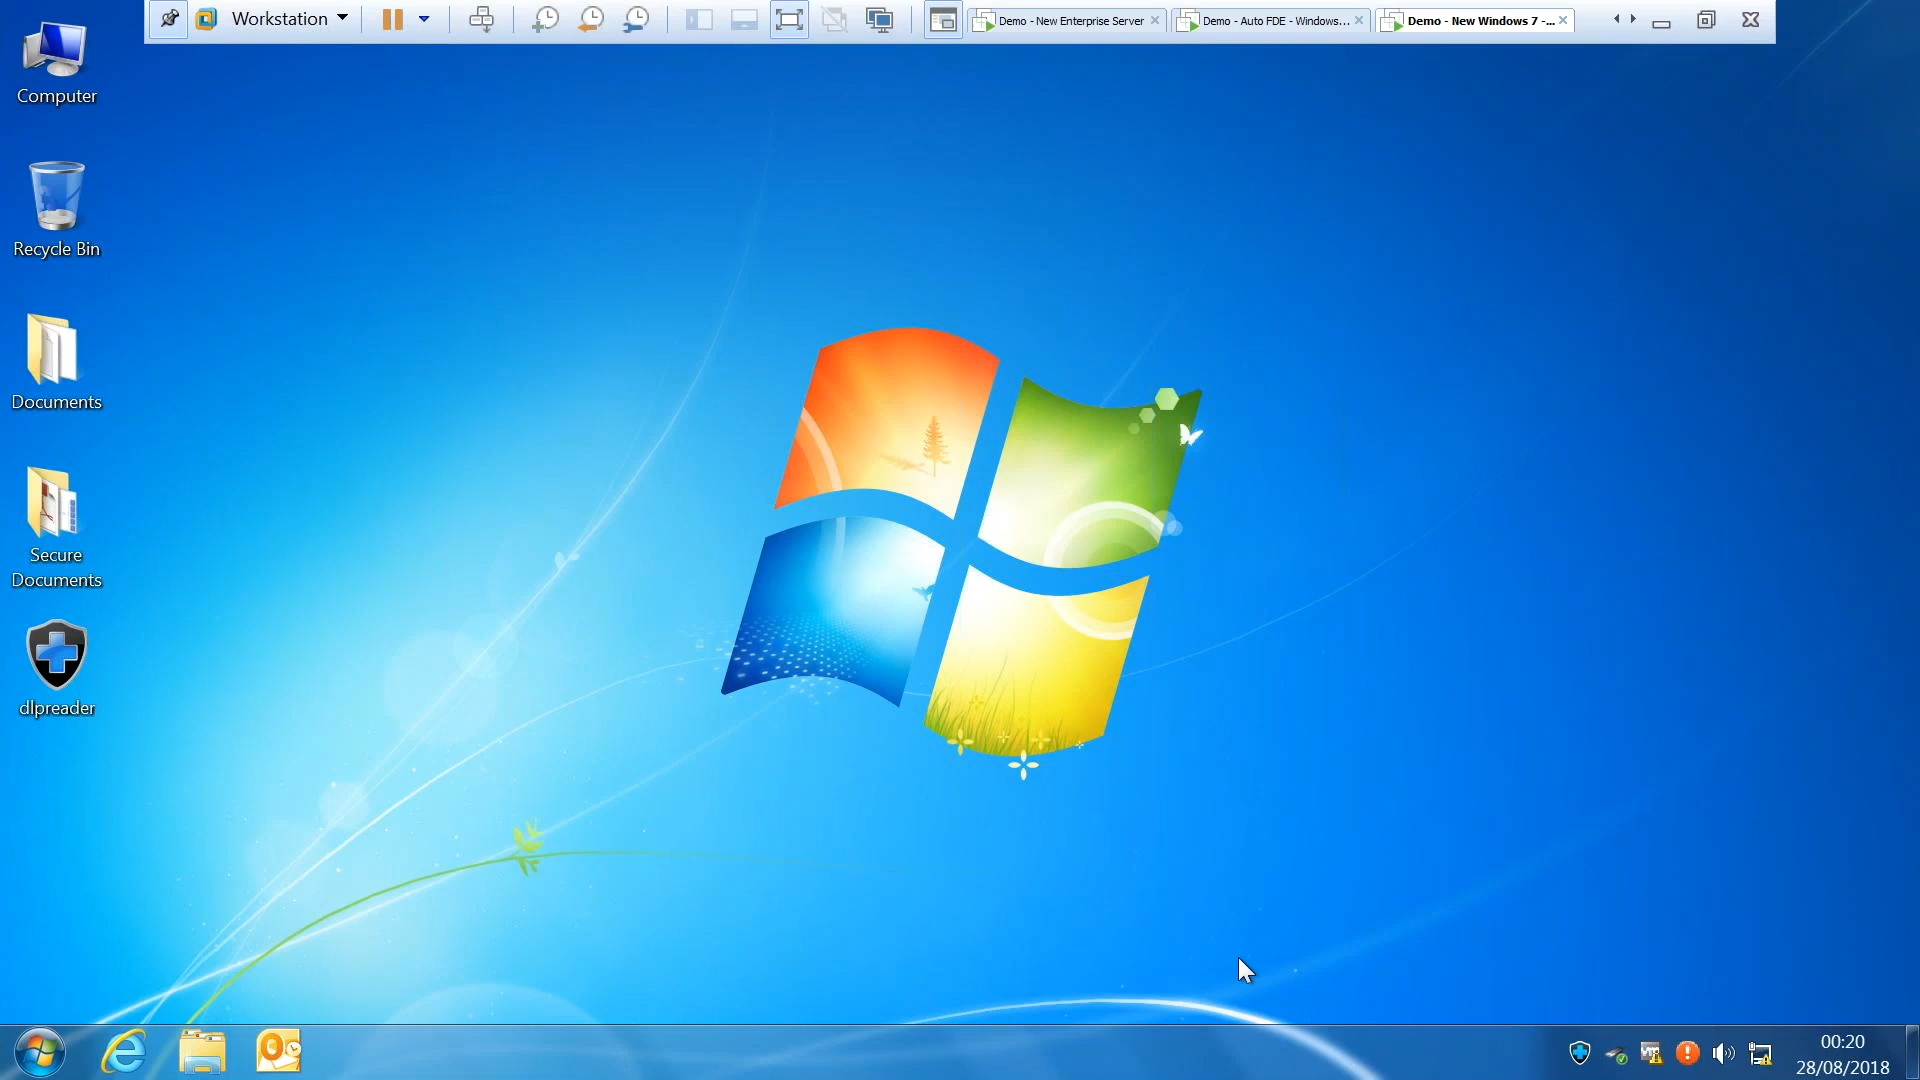 Workstation
Demo - New Enterprise Server
Demo - Auto FDE - Windows...
Demo - New Windows 7 -...
Computer
Recycle Bin
Documents
Secure
Documents
dlpreader
00:20
28/08/2018